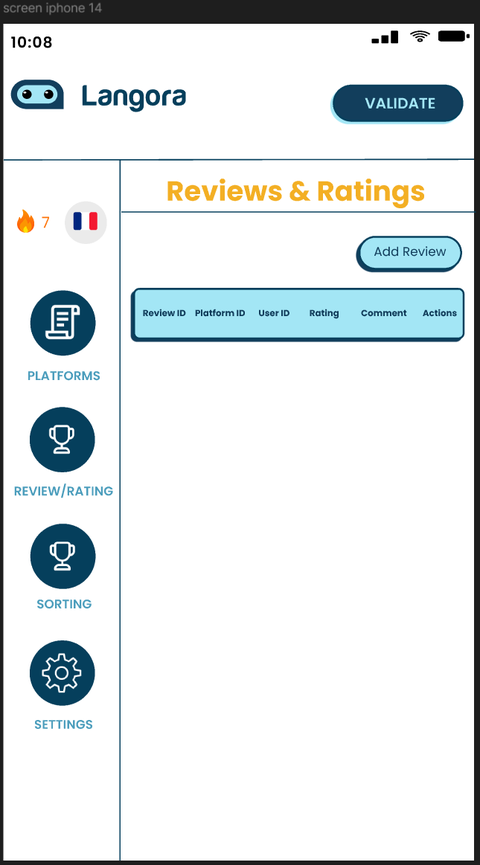 screen iphone 14
10:08
Langora
VALIDATE
Reviews & Ratings
7
Add Review
Review ID Platform ID User ID Rating Comment Actions
PLATFORMS
REVIEW/RATING
SORTING
SETTINGS